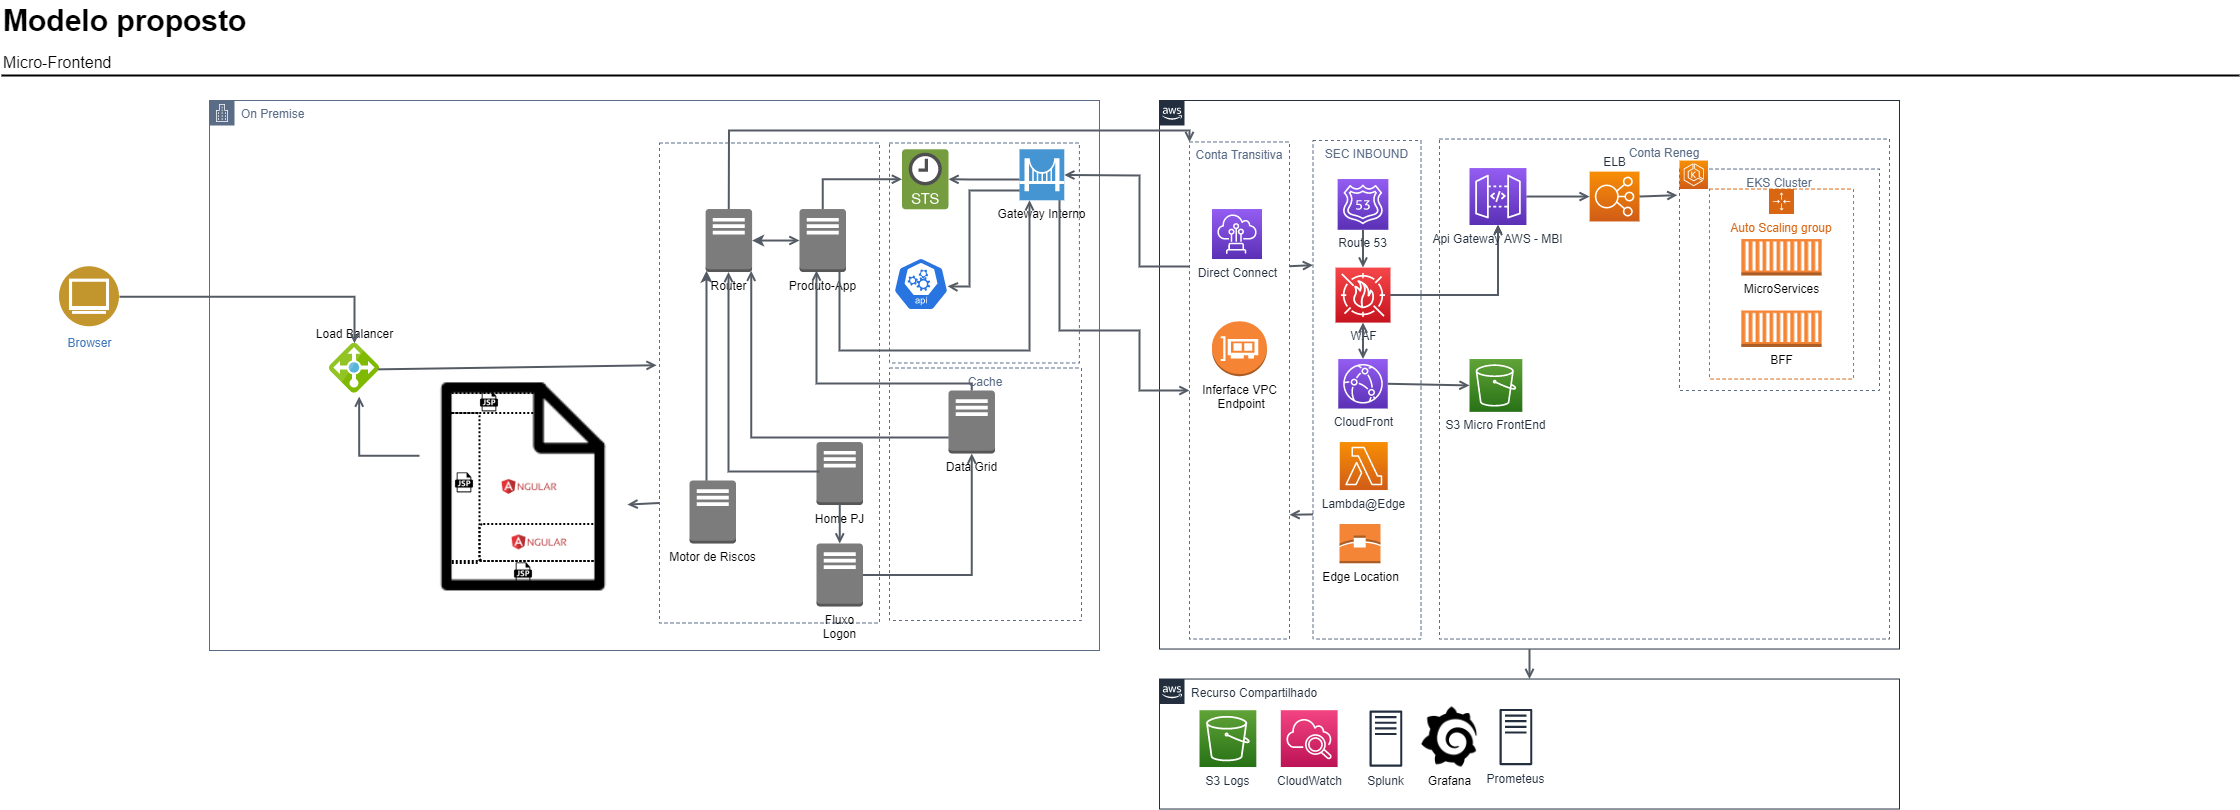 Modelo proposto
Micro-Frontend
On Premise
aws
Conta Transitiva
SEC INBOUND
Conta Reneg
ELB
EKS Cluster
STS
Gateway Interno
53
Route 53
Api Gateway AWS - MBI
Auto Scaling group
Router
Produto-App
api
Direct Connect
MicroServices
Browser
Load Balancer
WAF
BFF
Cache
Inferface VPC
Endpoint
CloudFront
S3 Micro FrontEnd
JSP
JSP
ANGULAR
ANGULAR
JSP
Data Grid
Home PJ
Motor de Riscos
Fluxo
Logon
Lambda@Edge
Edge Location
aws
Recurso Compartilhado
S3 Logs
CloudWatch
Splunk
Grafana
Prometeus